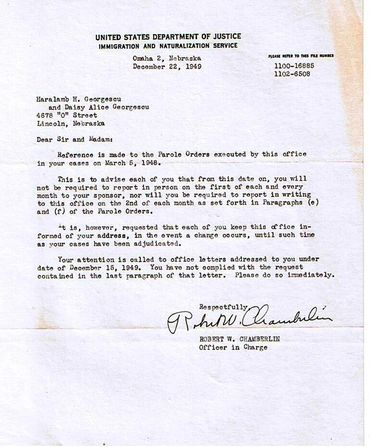 UNITED STATES DEPARTMENT OF JUSTICE
IMMIGRATION AND NATURALIZATION SERVICE
Omaha 2, Nebraska
December 22, 1949
PLEASE REFER TO THIS FILE NUMBER
1100-16885
1102-6508
Haralamb H. Georgescu
and Daisy Alice Georgescu
4678 "O" Street
Lincoln, Nebraska
Dear Sir and Madam:
Reference is made to the Parole Orders executed by this office
in your cases on March 5, 1948.
This is to advise each of you that from this date on, you will
not be required to report in person on the first of each and every
month to your sponsor, nor will you be required to report in writing
to this office on the 2nd of each month as set forth in Paragraphs (e)
and (f) of the Parole Orders.
It is, however, requested that each of you keep this office in-
formed of your address, in the event a change occurs, until such time
as your cases have been adjudicated.
Your attention is called to office letters addressed to you under
date of December 15, 1949. You have not complied with the request
contained in the last paragraph of that letter. Please do so immediately.
Respectfully
Robert W. Chamberlin
ROBERT W. CHAMBERLIN
Officer in Charge